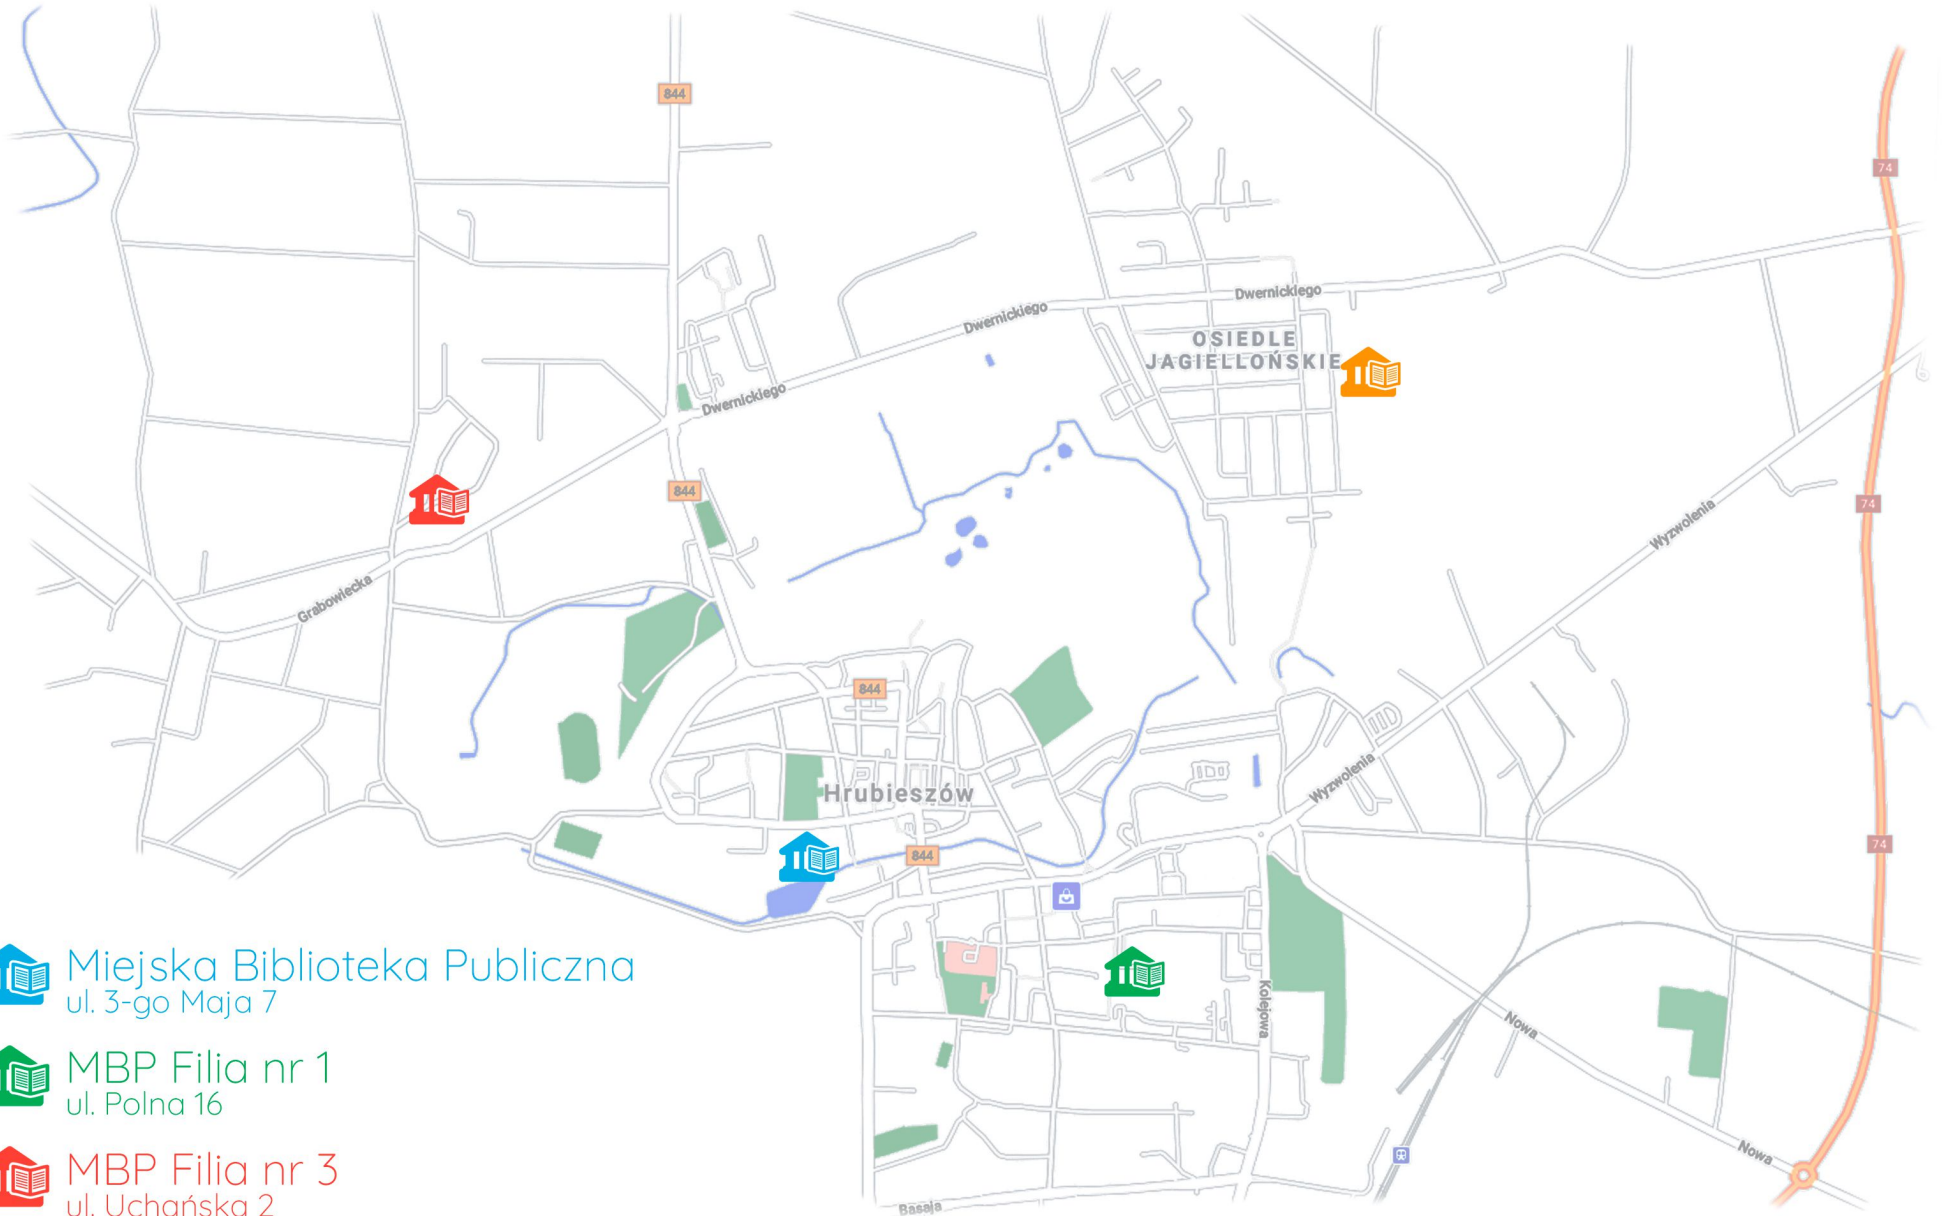 844
74
Dwernickiego
Dwernickiego
OSIEDLE
JAGIELLOŃSKIE
Dwernickiego
844
74
Wyzwolenia
Grabowiecka
844
Wyzwolenia
Hrubieszów
844
74
Miejska Biblioteka Publiczna
ul. 3-go Maja 7
Kolejowa
Nowa
MBP Filia nr 1
ul. Polna 16
Nowa
MBP Filia nr 3
ul. Uchańska 2
Basaja